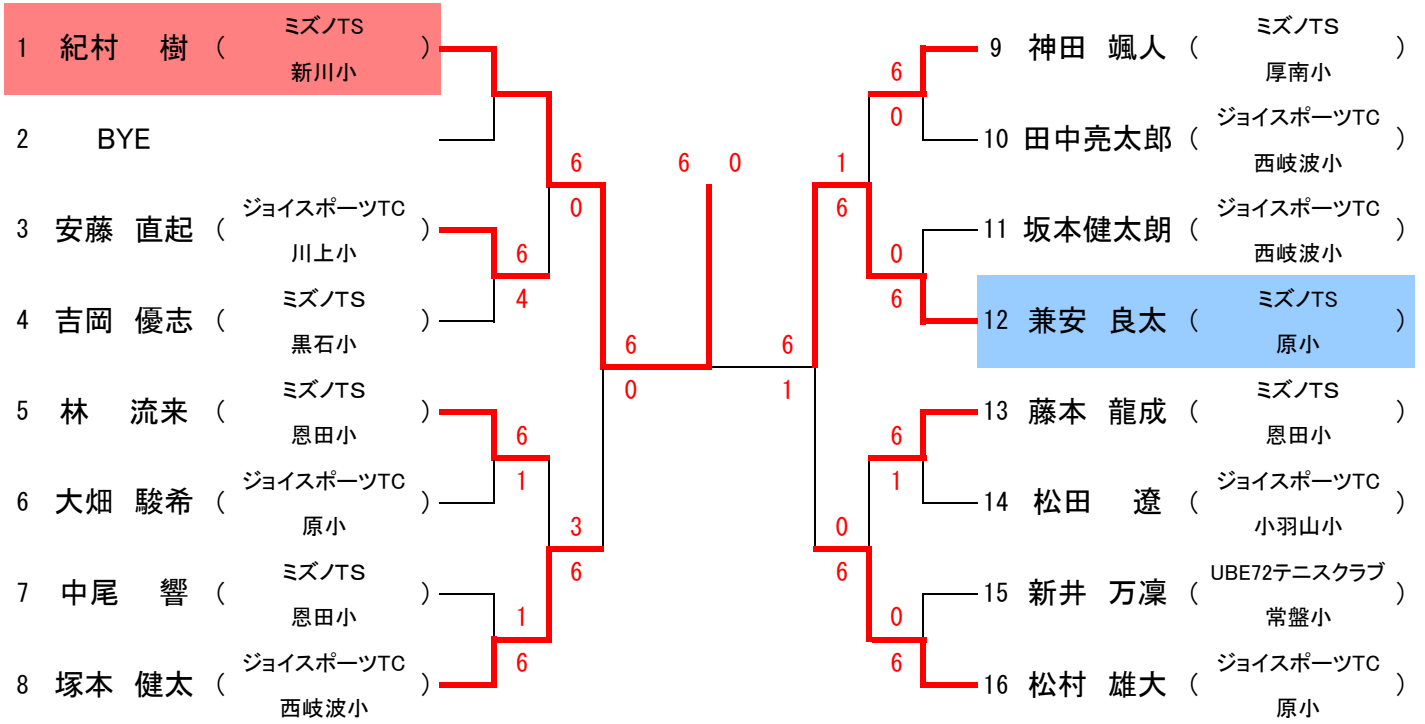 1 紀村 樹 ( ミズノTS 新川小 )
2 BYE
3 安藤 直起 ( ジョイスポーツTC 川上小 )
4 吉岡 優志 ( ミズノTS 黒石小 )
5 林 流来 ( ミズノTS 恩田小 )
6 大畑 駿希 ( ジョイスポーツTC 原小 )
7 中尾 響 ( ミズノTS 恩田小 )
8 塚本 健太 ( ジョイスポーツTC 西岐波小 )
6
0
6
4
6
1
1
6
3
6
6
0
6 0
6
1
1
6
6
0
0
6
0
6
6
1
0
6
9 神田 颯人 ( ミズノTS 厚南小 )
10 田中亮太郎 ( ジョイスポーツTC 西岐波小 )
11 坂本健太朗 ( ジョイスポーツTC 西岐波小 )
12 兼安 良太 ( ミズノTS 原小 )
13 藤本 龍成 ( ミズノTS 恩田小 )
14 松田 遼 ( ジョイスポーツTC 小羽山小 )
15 新井 万凜 ( UBE72テニスクラブ 常盤小 )
16 松村 雄大 ( ジョイスポーツTC 原小 )